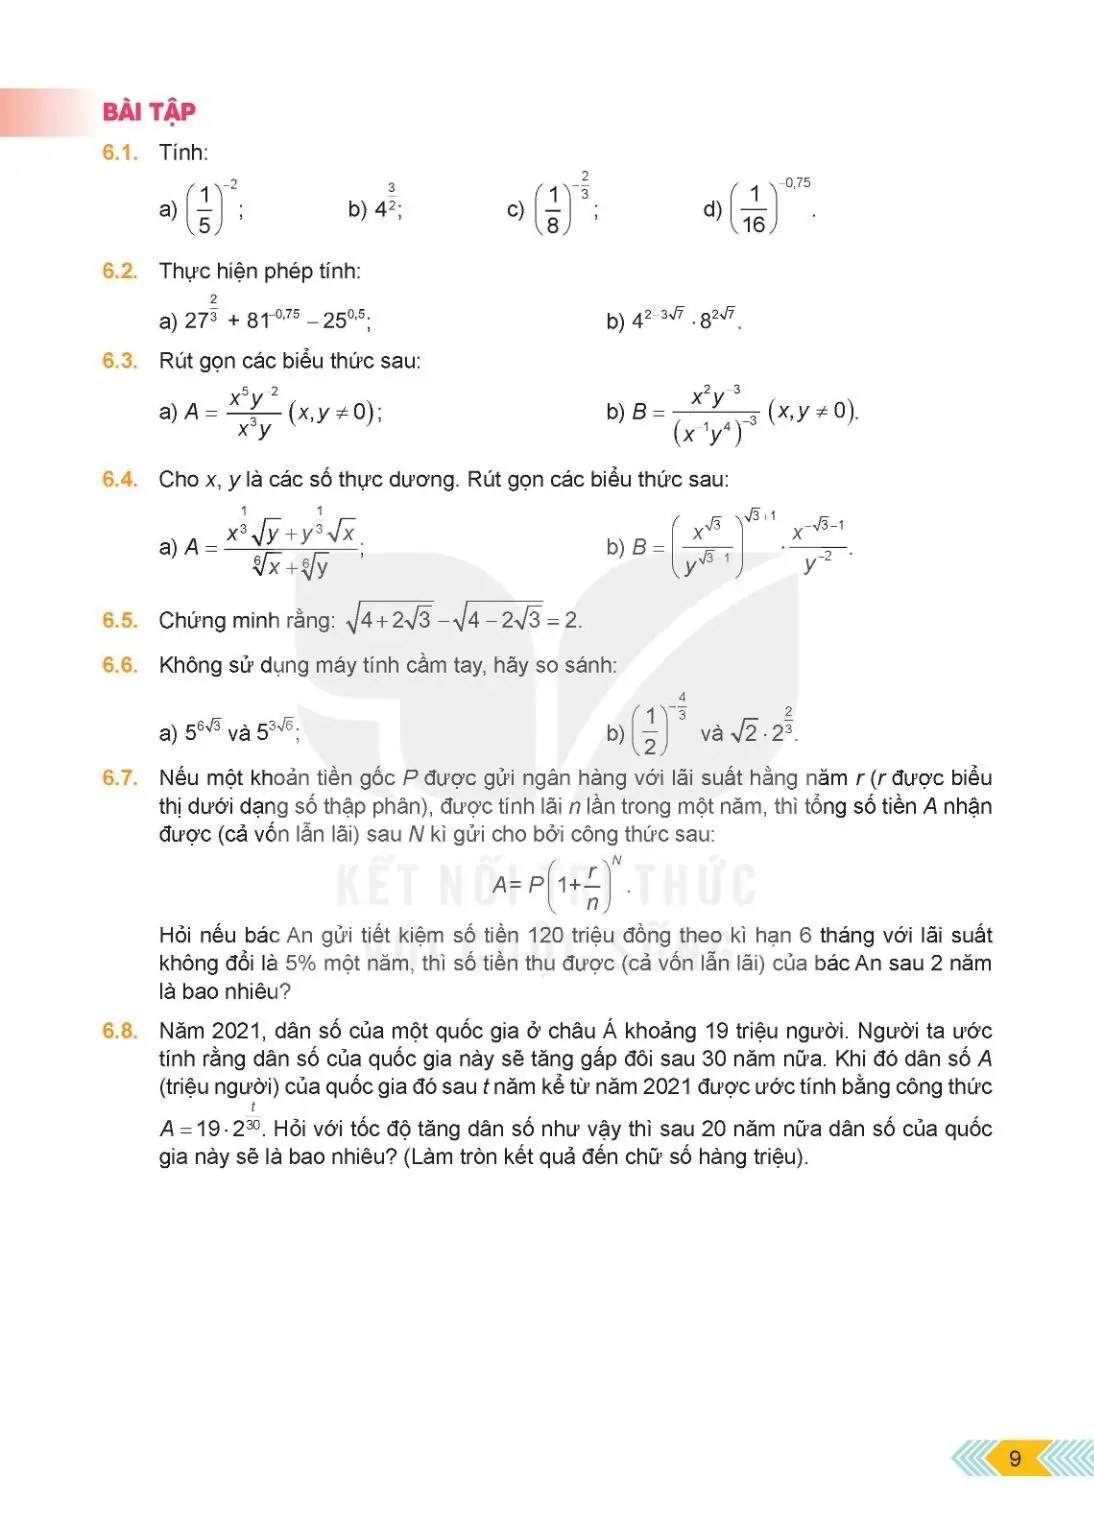 BÀI TẬP
6.1. Tính:
a) (1/5)^{-2}; b) 4^{3/2}; c) (1/8)^{-2/3}; d) (1/16)^{-0,75}.
6.2. Thực hiện phép tính:
a) 27^{2/3} + 81^{-0,75} – 25^{0,5}; b) 4^{2-3√7} · 8^{2√7}.
6.3. Rút gọn các biểu thức sau:
a) A = x^5y^{-2} / x^3y (x, y ≠ 0); b) B = x^2y^{-3} / (x^{-1}y^4)^{-3} (x, y ≠ 0).
6.4. Cho x, y là các số thực dương. Rút gọn các biểu thức sau:
a) A = (x^{1/3}√y + y^{1/3}√x) / (⁶√x + ⁶√y); b) B = (x^{√3} / y^{√3-1})^{√3+1} · x^{-√3-1} / y^{-2}.
6.5. Chứng minh rằng: √(4+2√3) – √(4–2√3) = 2.
6.6. Không sử dụng máy tính cầm tay, hãy so sánh:
a) 5^{6√3} và 5^{3√6}; b) (1/2)^{-4/3} và √2 · 2^{2/3}.
6.7. Nếu một khoản tiền gốc P được gửi ngân hàng với lãi suất hằng năm r (r được biểu
thị dưới dạng số thập phân), được tính lãi n lần trong một năm, thì tổng số tiền A nhận
được (cả vốn lẫn lãi) sau N kì gửi cho bởi công thức sau:
A = P(1 + r/n)^N.
KẾT NỐI TRI THỨC
VỚI CUỘC SỐNG
Hỏi nếu bác An gửi tiết kiệm số tiền 120 triệu đồng theo kì hạn 6 tháng với lãi suất
không đổi là 5% một năm, thì số tiền thu được (cả vốn lẫn lãi) của bác An sau 2 năm
là bao nhiêu?
6.8. Năm 2021, dân số của một quốc gia ở châu Á khoảng 19 triệu người. Người ta ước
tính rằng dân số của quốc gia này sẽ tăng gấp đôi sau 30 năm nữa. Khi đó dân số A
(triệu người) của quốc gia đó sau t năm kể từ năm 2021 được ước tính bằng công thức
A = 19 · 2^{t/30}. Hỏi với tốc độ tăng dân số như vậy thì sau 20 năm nữa dân số của quốc
gia này sẽ là bao nhiêu? (Làm tròn kết quả đến chữ số hàng triệu).
9